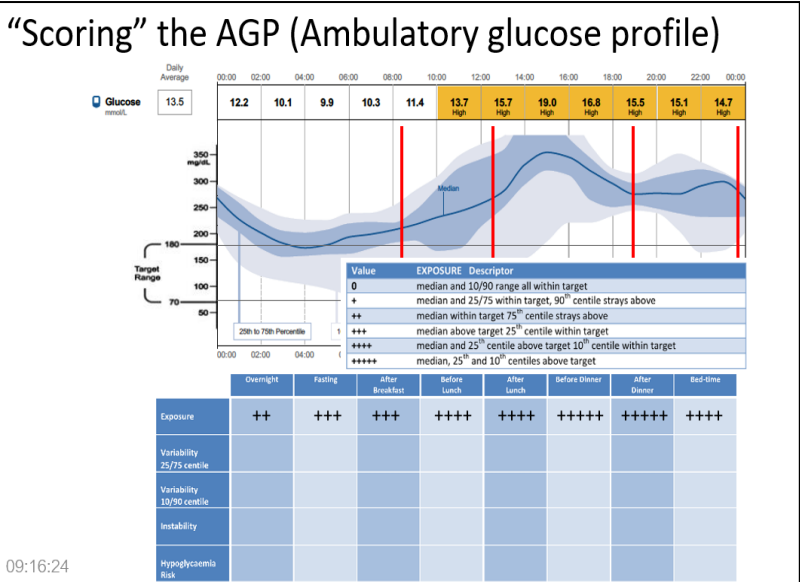 “Scoring” the AGP (Ambulatory glucose profile)
Daily
Average
00:00 02:00 04:00 06:00 08:00 10:00 12:00 14:00 16:00 18:00 20:00 22:00 00:00
Glucose
mmol/L
13.5
12.2 10.1 9.9 10.3 11.4 13.7 15.7 19.0 16.8 15.5 15.1 14.7
High High High High High High High
350
mg/dL
300
250
200
180
150
100
70
50
Target
Range
Median
25th to 75th Percentile
1
00:00 02:00 04:00
Value EXPOSURE Descriptor
0 median and 10/90 range all within target
+ median and 25/75 within target, 90th centile strays above
++ median within target 75th centile strays above
+++ median above target 25th centile within target
++++ median and 25th centile above target 10th centile within target
+++++ median, 25th and 10th centiles above target
Overnight Fasting After Breakfast Before Lunch After Lunch Before Dinner After Dinner Bed-time
Exposure ++ +++ +++ ++++ ++++ +++++ +++++ ++++
Variability
25/75 centile
Variability
10/90 centile
Instability
Hypoglycaemia
Risk
09:16:24